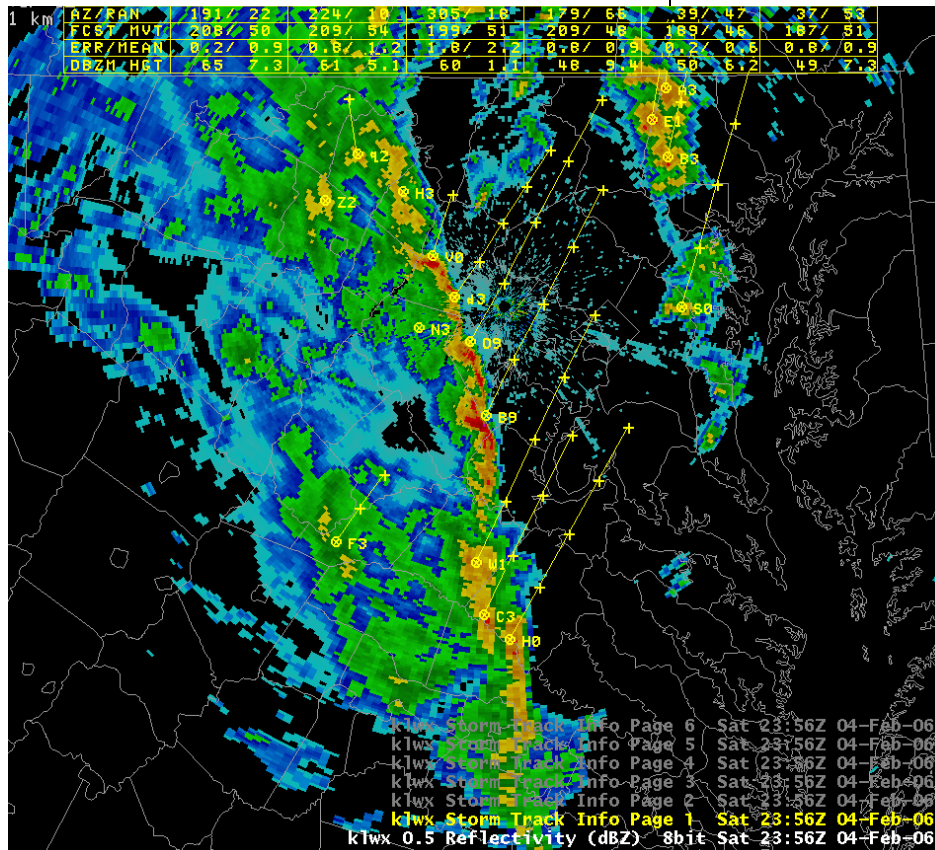 1 km
AZ/RAN 191/ 22 224/ 10 305/ 16 179/ 66 39/ 47 37/ 53
FCST MVT 208/ 50 209/ 54 199/ 51 209/ 48 189/ 46 187/ 51
ERR/MEAN 0.2/ 0.9 0.8/ 1.2 1.8/ 2.2 0.8/ 0.9 0.2/ 0.6 0.8/ 0.9
DBZM HGT 65 7.3 61 5.1 60 1.1 48 9.4 50 6.2 49 7.3
A3
E1
B3
H3
Z2
V0
d3
S0
N3
O9
B9
F3
W1
C3
H0
klwx Storm Track Info Page 6 Sat 23:56Z 04-Feb-06
klwx Storm Track Info Page 5 Sat 23:56Z 04-Feb-06
klwx Storm Track Info Page 4 Sat 23:56Z 04-Feb-06
klwx Storm Track Info Page 3 Sat 23:56Z 04-Feb-06
klwx Storm Track Info Page 2 Sat 23:56Z 04-Feb-06
klwx Storm Track Info Page 1 Sat 23:56Z 04-Feb-06
klwx 0.5 Reflectivity (dBZ) 8bit Sat 23:56Z 04-Feb-06